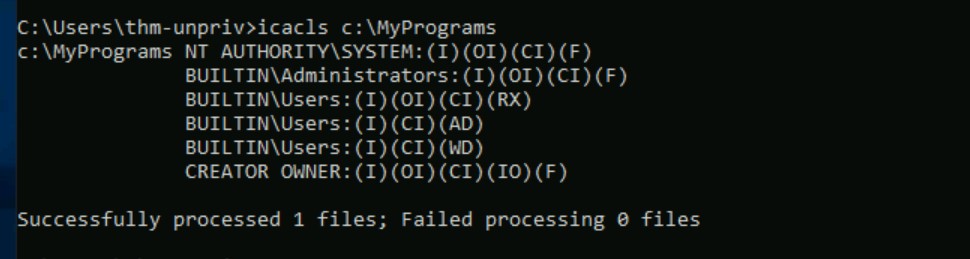 C:\Users\thm-unpriv>icacls c:\MyPrograms
c:\MyPrograms NT AUTHORITY\SYSTEM:(I)(OI)(CI)(F)
BUILTIN\Administrators:(I)(OI)(CI)(F)
BUILTIN\Users:(I)(OI)(CI)(RX)
BUILTIN\Users:(I)(CI)(AD)
BUILTIN\Users:(I)(CI)(WD)
CREATOR OWNER:(I)(OI)(CI)(IO)(F)
Successfully processed 1 files; Failed processing 0 files